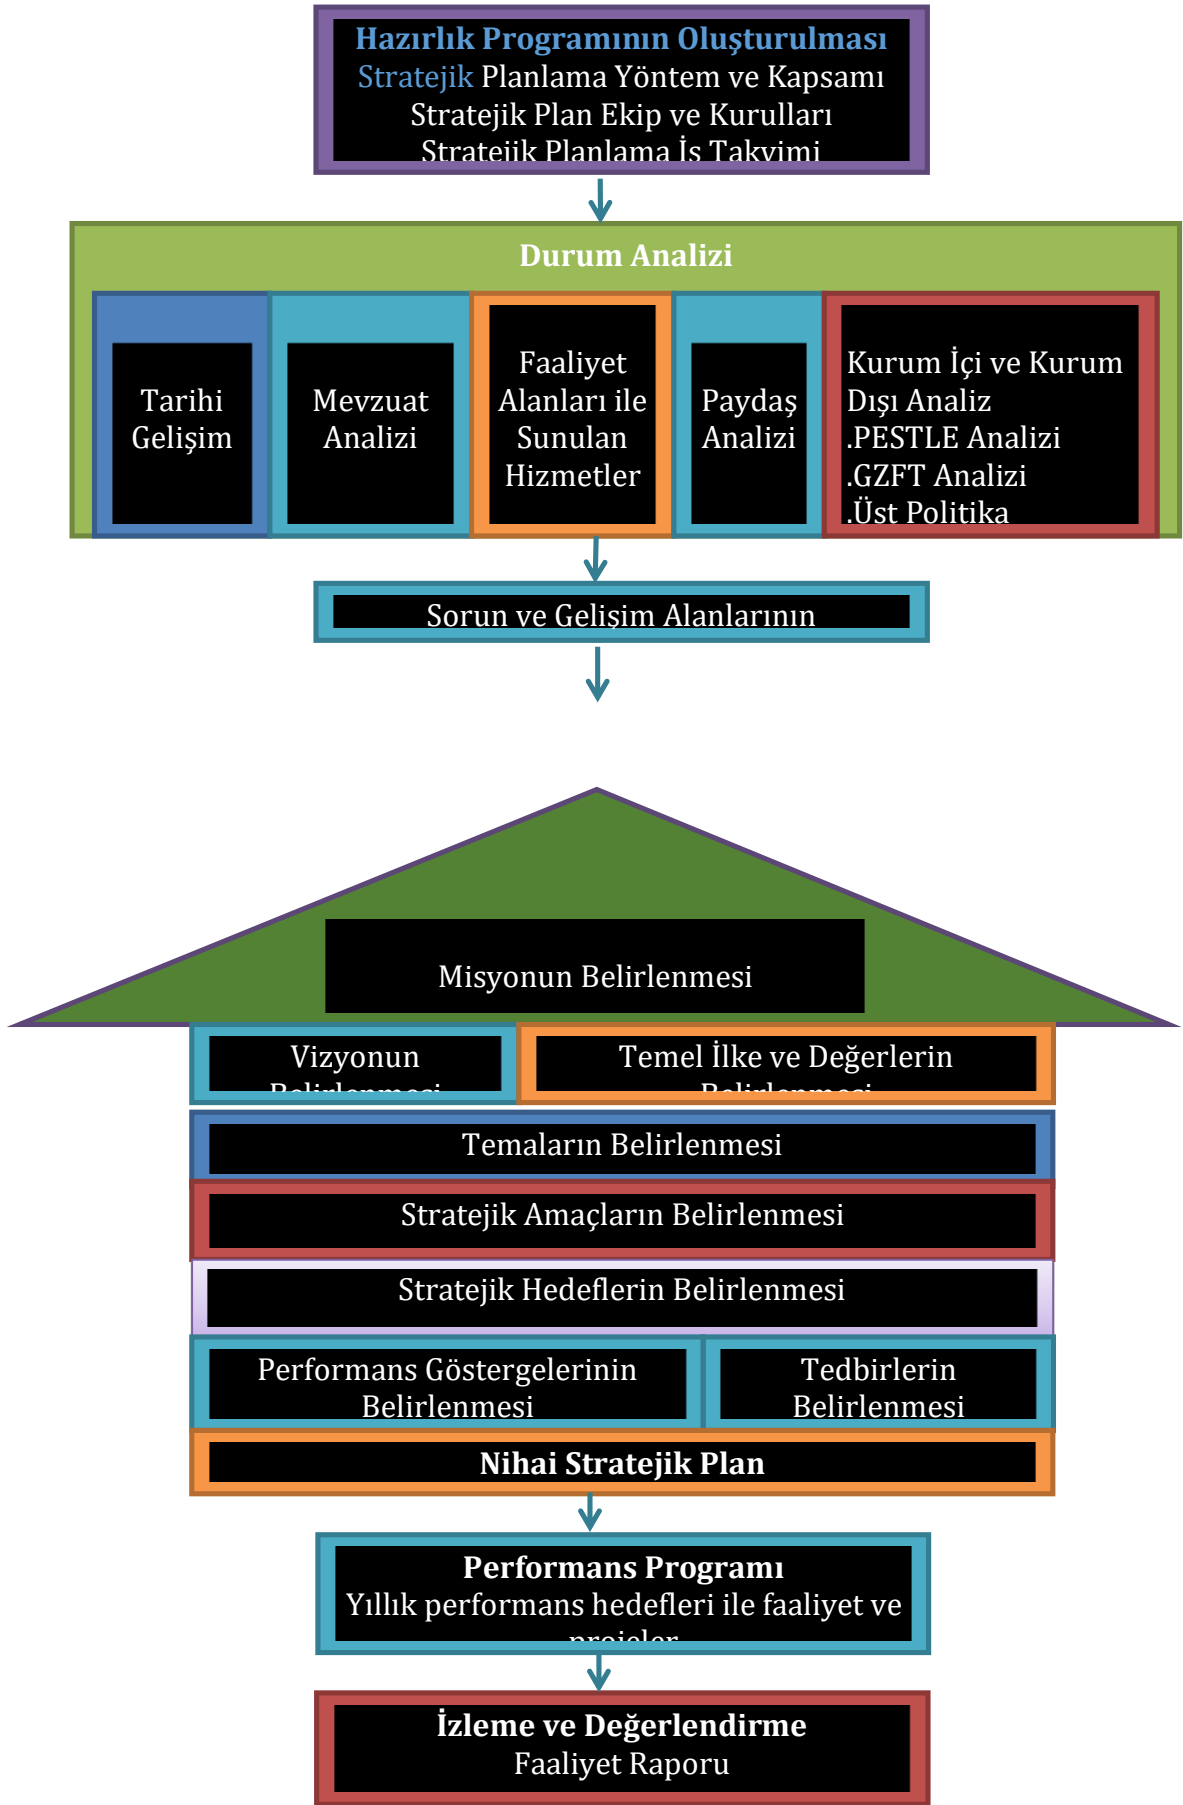 Hazırlık Programının Oluşturulması
Stratejik Planlama Yöntem ve Kapsamı
Stratejik Plan Ekip ve Kurulları
Stratejik Planlama İş Takvimi
Durum Analizi
Tarihi
Gelişim
Mevzuat
Analizi
Faaliyet
Alanları ile
Sunulan
Hizmetler
Paydaş
Analizi
Kurum İçi ve Kurum
Dışı Analiz
.PESTLE Analizi
.GZFT Analizi
.Üst Politika
Sorun ve Gelişim Alanlarının
Misyonun Belirlenmesi
Vizyonun
Belirlenmesi
Temel İlke ve Değerlerin
Belirlenmesi
Temaların Belirlenmesi
Stratejik Amaçların Belirlenmesi
Stratejik Hedeflerin Belirlenmesi
Performans Göstergelerinin
Belirlenmesi
Tedbirlerin
Belirlenmesi
Nihai Stratejik Plan
Performans Programı
Yıllık performans hedefleri ile faaliyet ve
projeler
İzleme ve Değerlendirme
Faaliyet Raporu